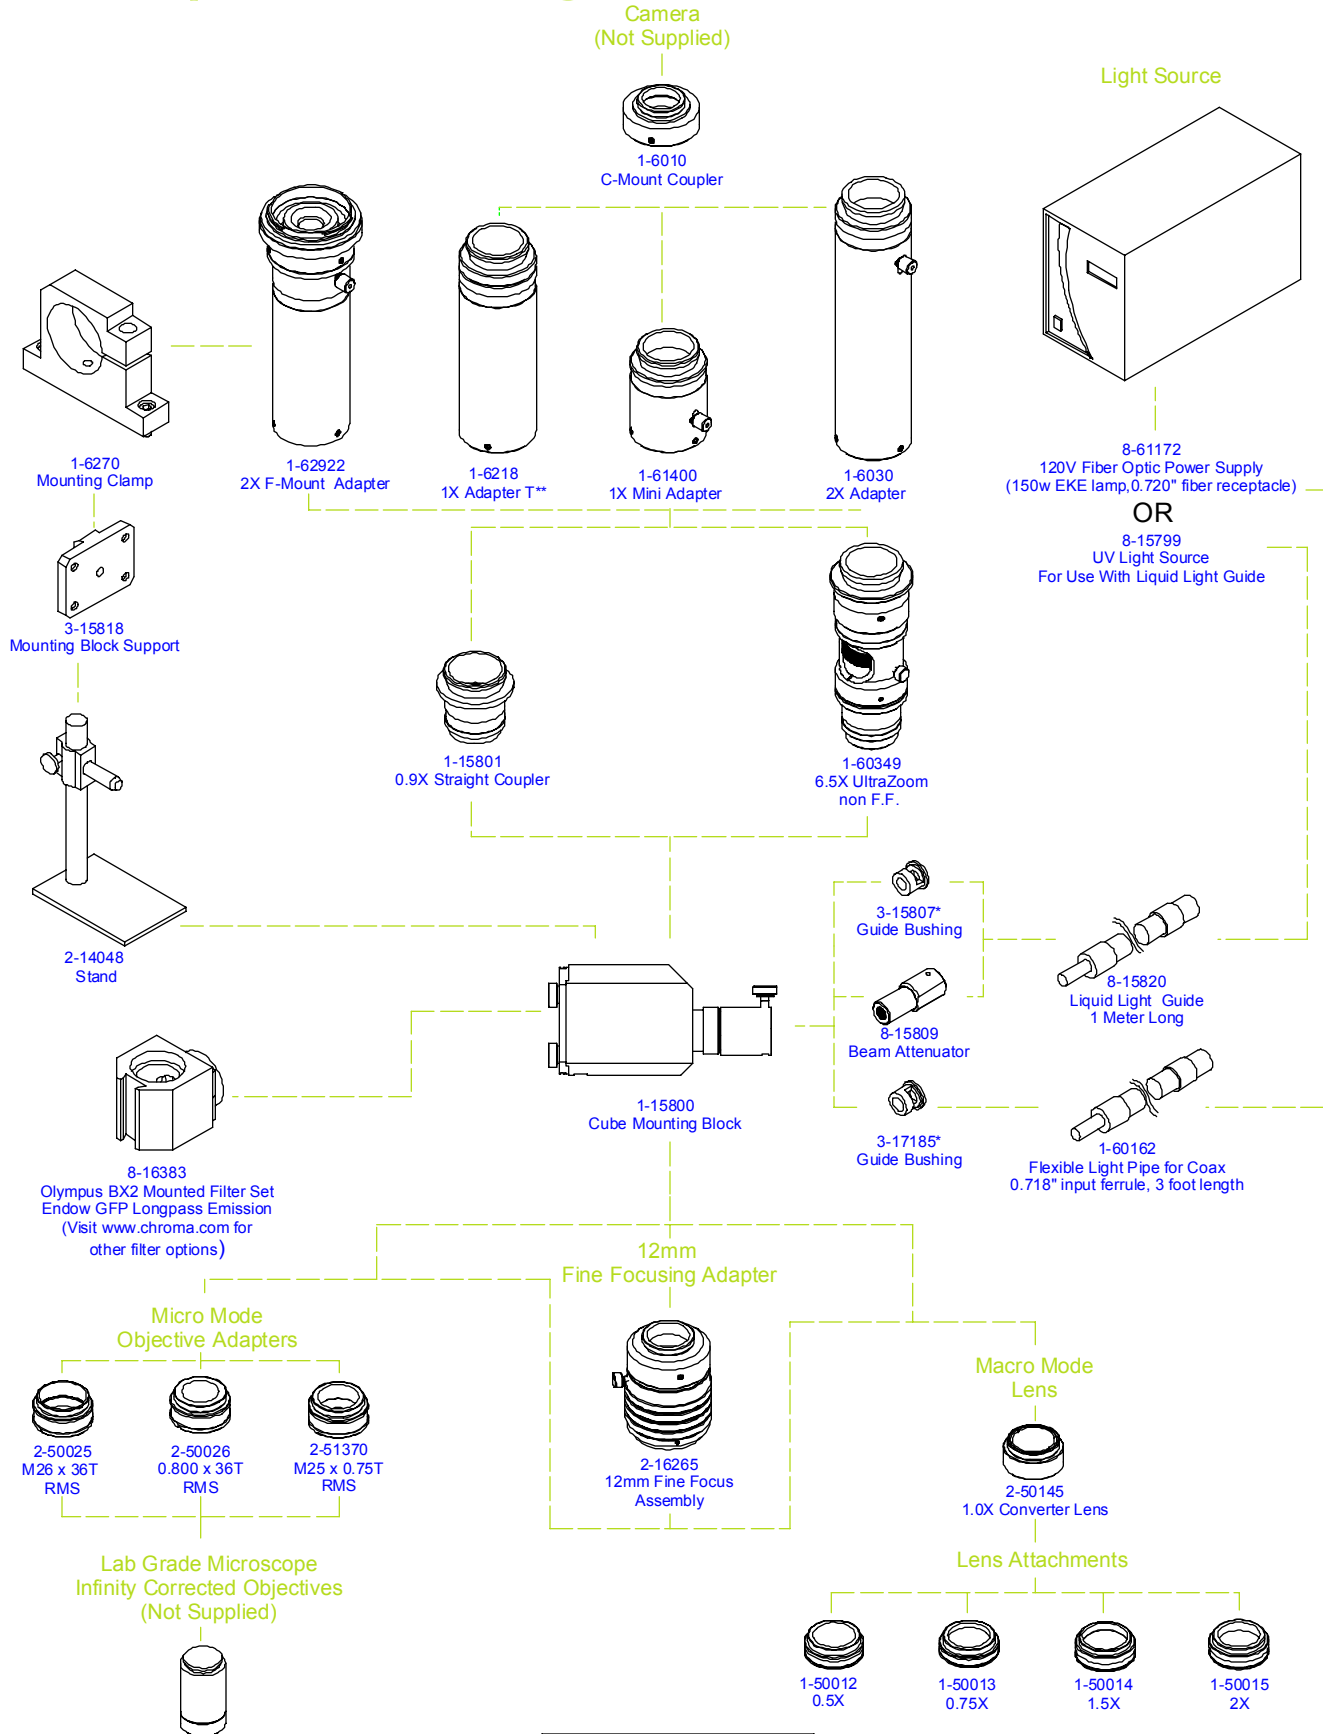 Camera
(Not Supplied)
Light Source
1-6010
C-Mount Coupler
1-6270
Mounting Clamp
1-62922
2X F-Mount Adapter
1-6218
1X Adapter T**
1-61400
1X Mini Adapter
1-6030
2X Adapter
8-61172
120V Fiber Optic Power Supply
(150w EKE lamp,0.720" fiber receptacle)
OR
8-15799
UV Light Source
For Use With Liquid Light Guide
3-15818
Mounting Block Support
1-15801
0.9X Straight Coupler
1-60349
6.5X UltraZoom
non F.F.
2-14048
Stand
3-15807*
Guide Bushing
8-15820
Liquid Light Guide
1 Meter Long
8-15809
Beam Attenuator
1-15800
Cube Mounting Block
3-17185*
Guide Bushing
1-60162
Flexible Light Pipe for Coax
0.718" input ferrule, 3 foot length
8-16383
Olympus BX2 Mounted Filter Set
Endow GFP Longpass Emission
(Visit www.chroma.com for
other filter options)
12mm
Fine Focusing Adapter
Micro Mode
Objective Adapters
Macro Mode
Lens
2-50025
M26 x 36T
RMS
2-50026
0.800 x 36T
RMS
2-51370
M25 x 0.75T
RMS
2-16265
12mm Fine Focus
Assembly
2-50145
1.0X Converter Lens
Lab Grade Microscope
Infinity Corrected Objectives
(Not Supplied)
Lens Attachments
1-50012
0.5X
1-50013
0.75X
1-50014
1.5X
1-50015
2X